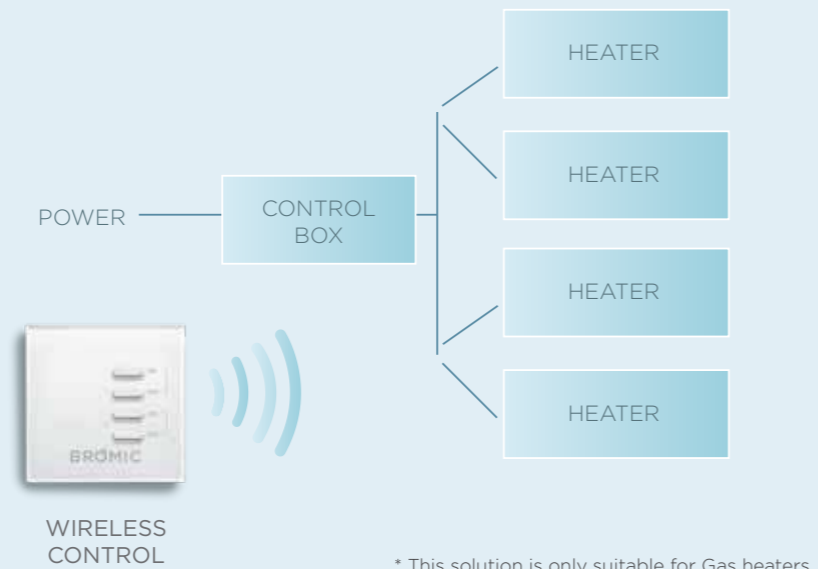 HEATER
HEATER
POWER
CONTROL
BOX
HEATER
HEATER
BROMIC
WIRELESS
CONTROL
* This solution is only suitable for Gas heaters